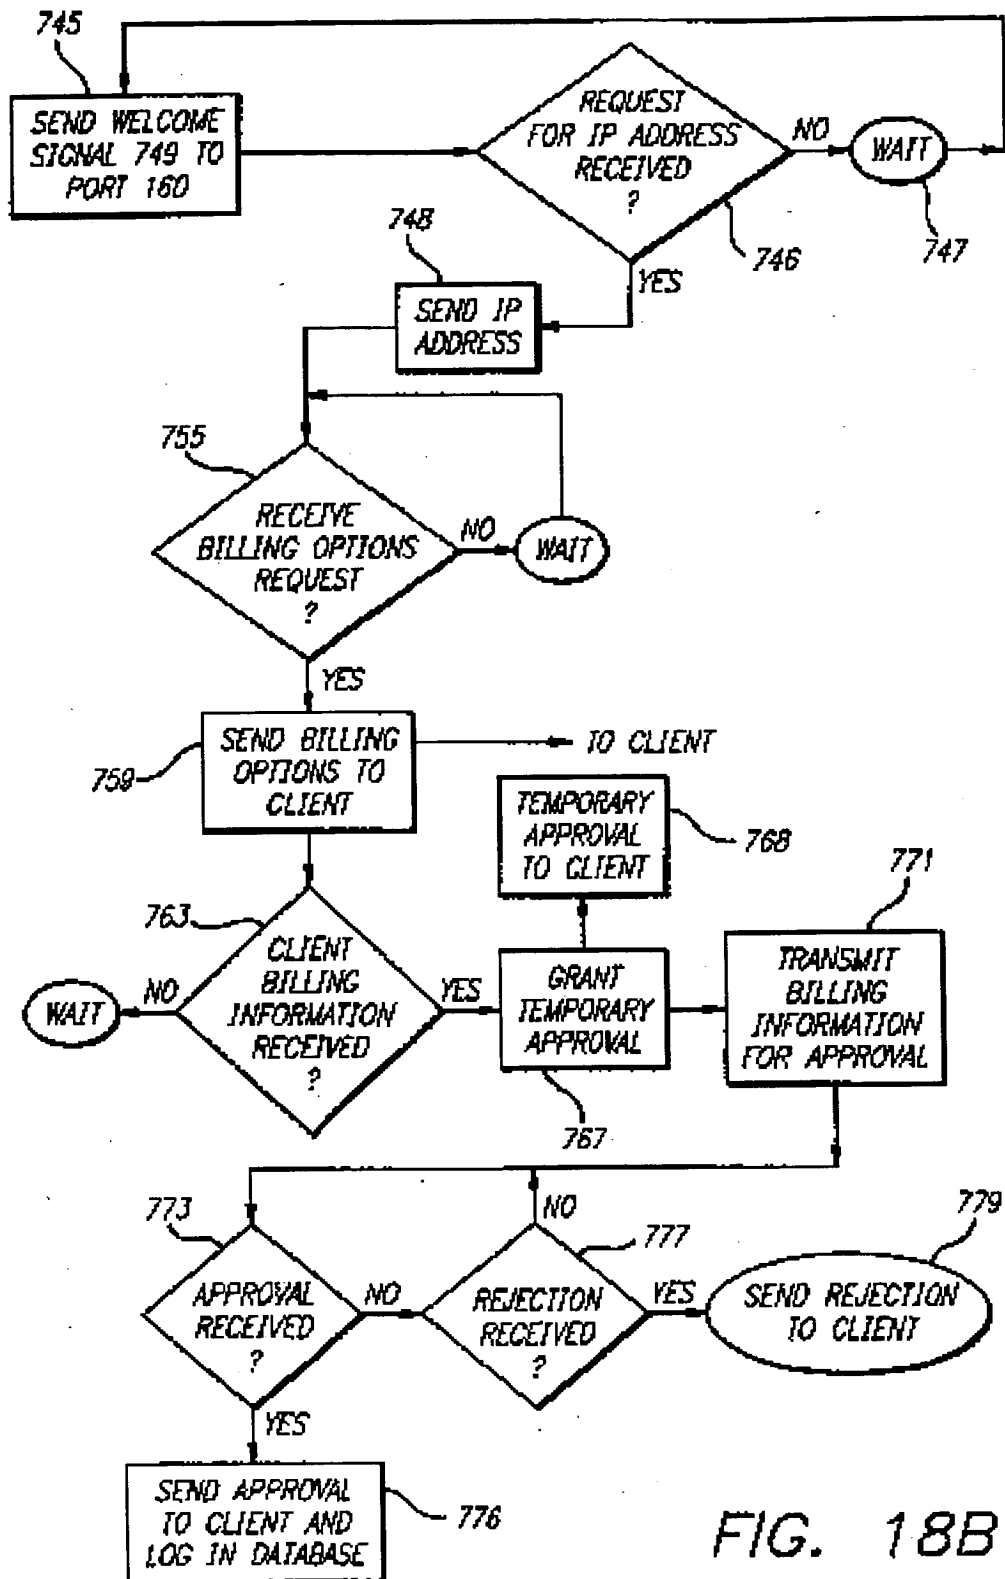 745
SEND WELCOME
SIGNAL 749 TO
PORT 160
REQUEST
FOR IP ADDRESS
RECEIVED
?
NO
WAIT
747
746
YES
748
SEND IP
ADDRESS
755
RECEIVE
BILLING OPTIONS
REQUEST
?
NO
WAIT
YES
759
SEND BILLING
OPTIONS TO
CLIENT
TO CLIENT
TEMPORARY
APPROVAL
TO CLIENT
768
763
CLIENT
BILLING
INFORMATION
RECEIVED
?
NO
WAIT
YES
GRANT
TEMPORARY
APPROVAL
767
771
TRANSMIT
BILLING
INFORMATION
FOR APPROVAL
773
APPROVAL
RECEIVED
?
NO
NO
777
REJECTION
RECEIVED
?
YES
779
SEND REJECTION
TO CLIENT
YES
SEND APPROVAL
TO CLIENT AND
LOG IN DATABASE
776
FIG. 18B